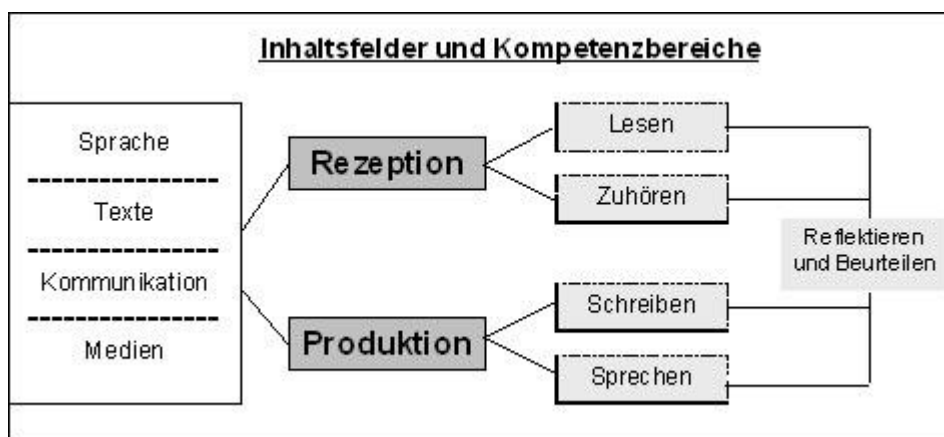 Inhaltsfelder und Kompetenzbereiche
Sprache
Texte
Kommunikation
Medien
Rezeption
Produktion
Lesen
Zuhören
Schreiben
Sprechen
Reflektieren
und Beurteilen